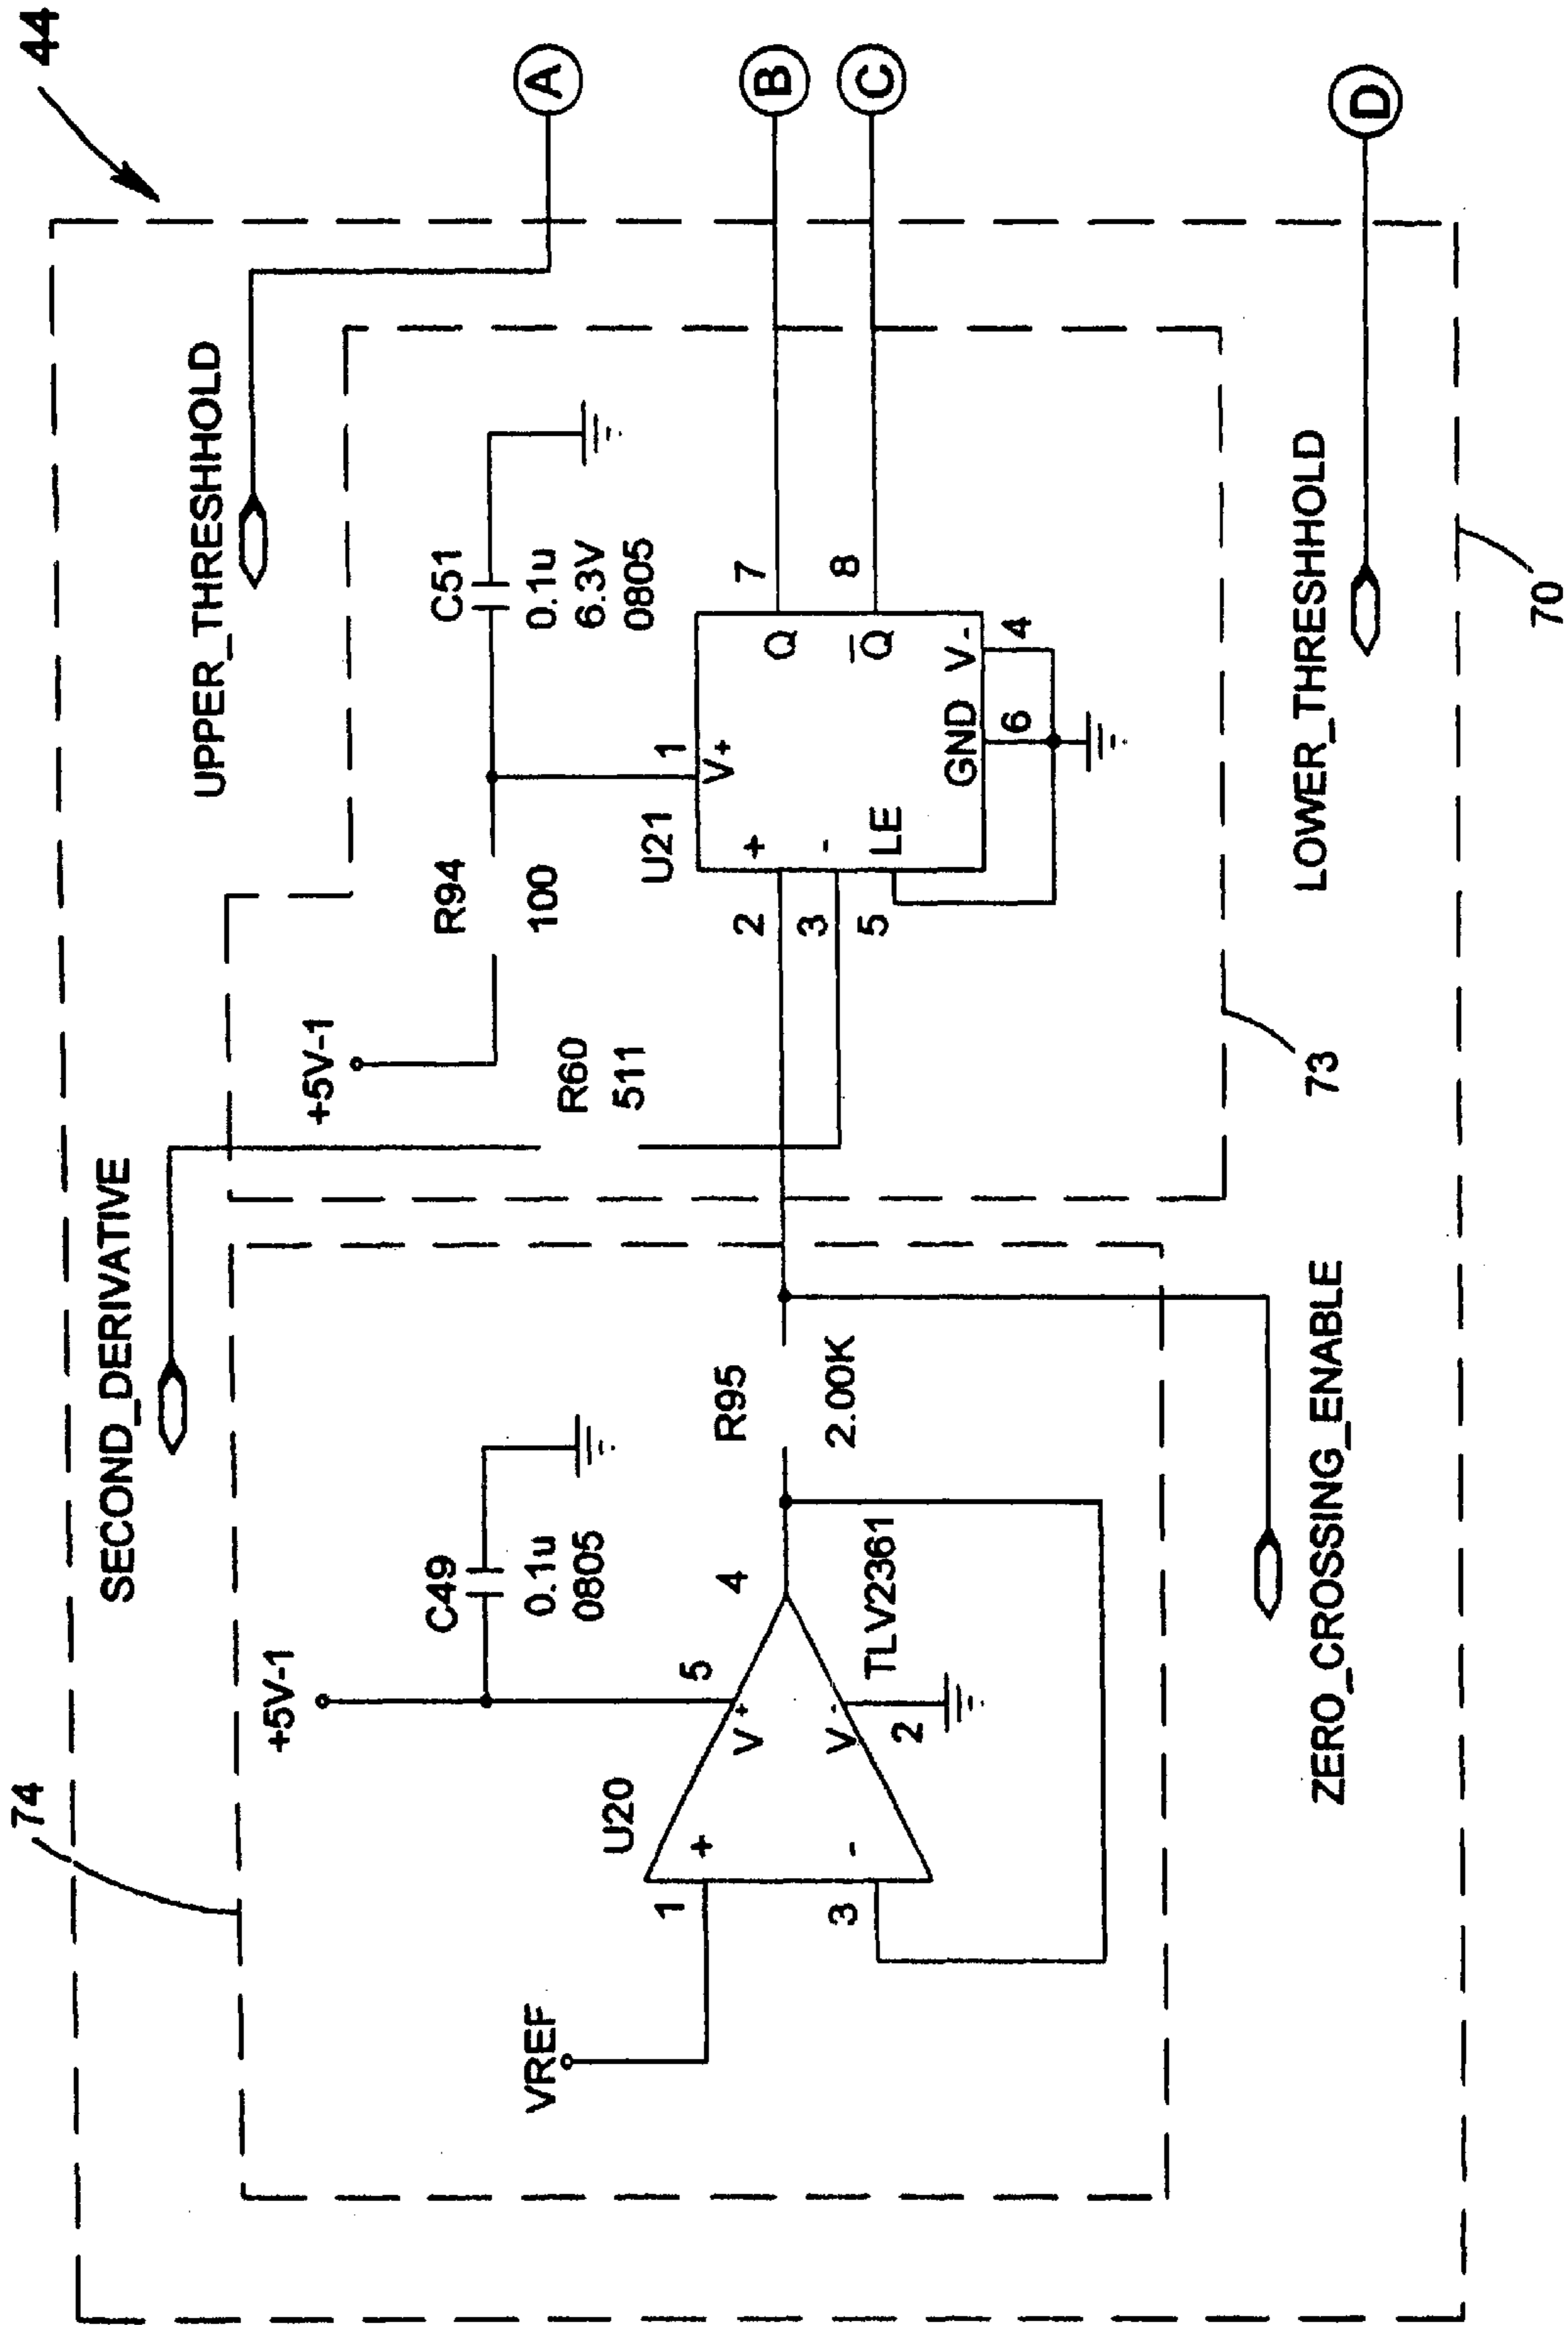 44
74
SECOND_DERIVATIVE
UPPER_THRESHHOLD
A
+5V-1
+5V-1
C49
0.1u
0805
R94
100
C51
0.1u
6.3V
0805
VREF
U20
1
+
3
-
V+
5
V-
2
4
TLV2361
R95
2.00K
R60
511
U21
1
V+
2
+
3
-
5
LE
Q
7
Q̅
8
GND
6
V-
4
B
C
ZERO_CROSSING_ENABLE
73
LOWER_THRESHHOLD
D
70